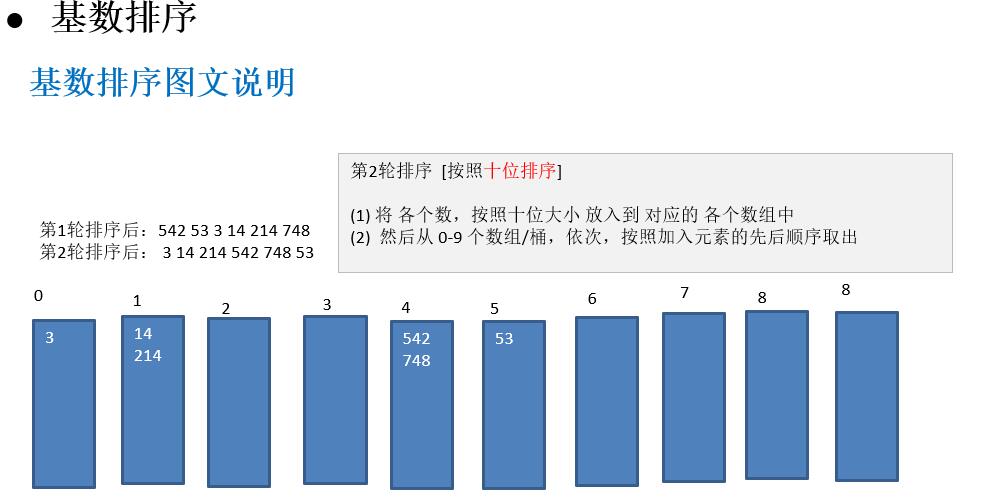 ● 基数排序
基数排序图文说明
第2轮排序 [按照十位排序]
(1) 将 各个数，按照十位大小 放入到 对应的 各个数组中
(2) 然后从 0-9 个数组/桶，依次，按照加入元素的先后顺序取出
第1轮排序后：542 53 3 14 214 748
第2轮排序后： 3 14 214 542 748 53
0 1 2 3 4 5 6 7 8 8
3 14 542 53
214 748